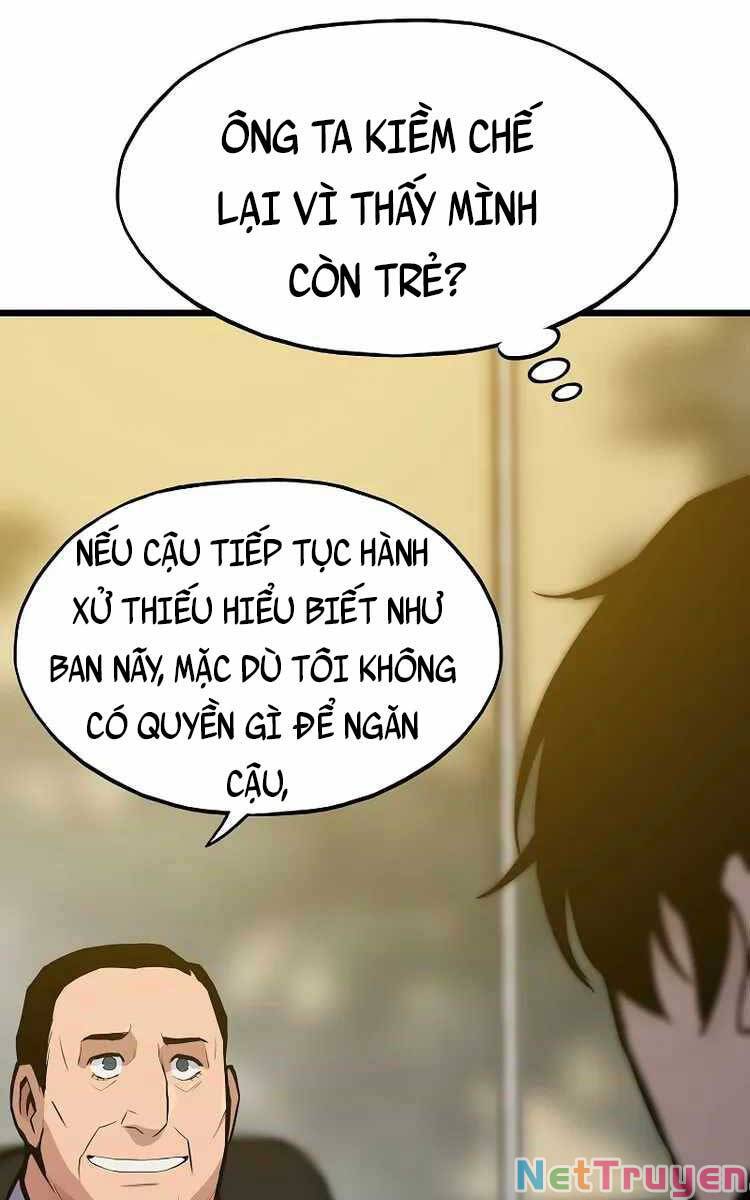 ÔNG TA KIỀM CHẾ
LẠI VÌ THẤY MÌNH
CÒN TRẺ?
NẾU CẬU TIẾP TỤC HÀNH
XỬ THIẾU HIỂU BIẾT NHƯ
BAN NÃY, MẶC DÙ TÔI KHÔNG
CÓ QUYỀN GÌ ĐỂ NGĂN
CẬU,
NetTruyen